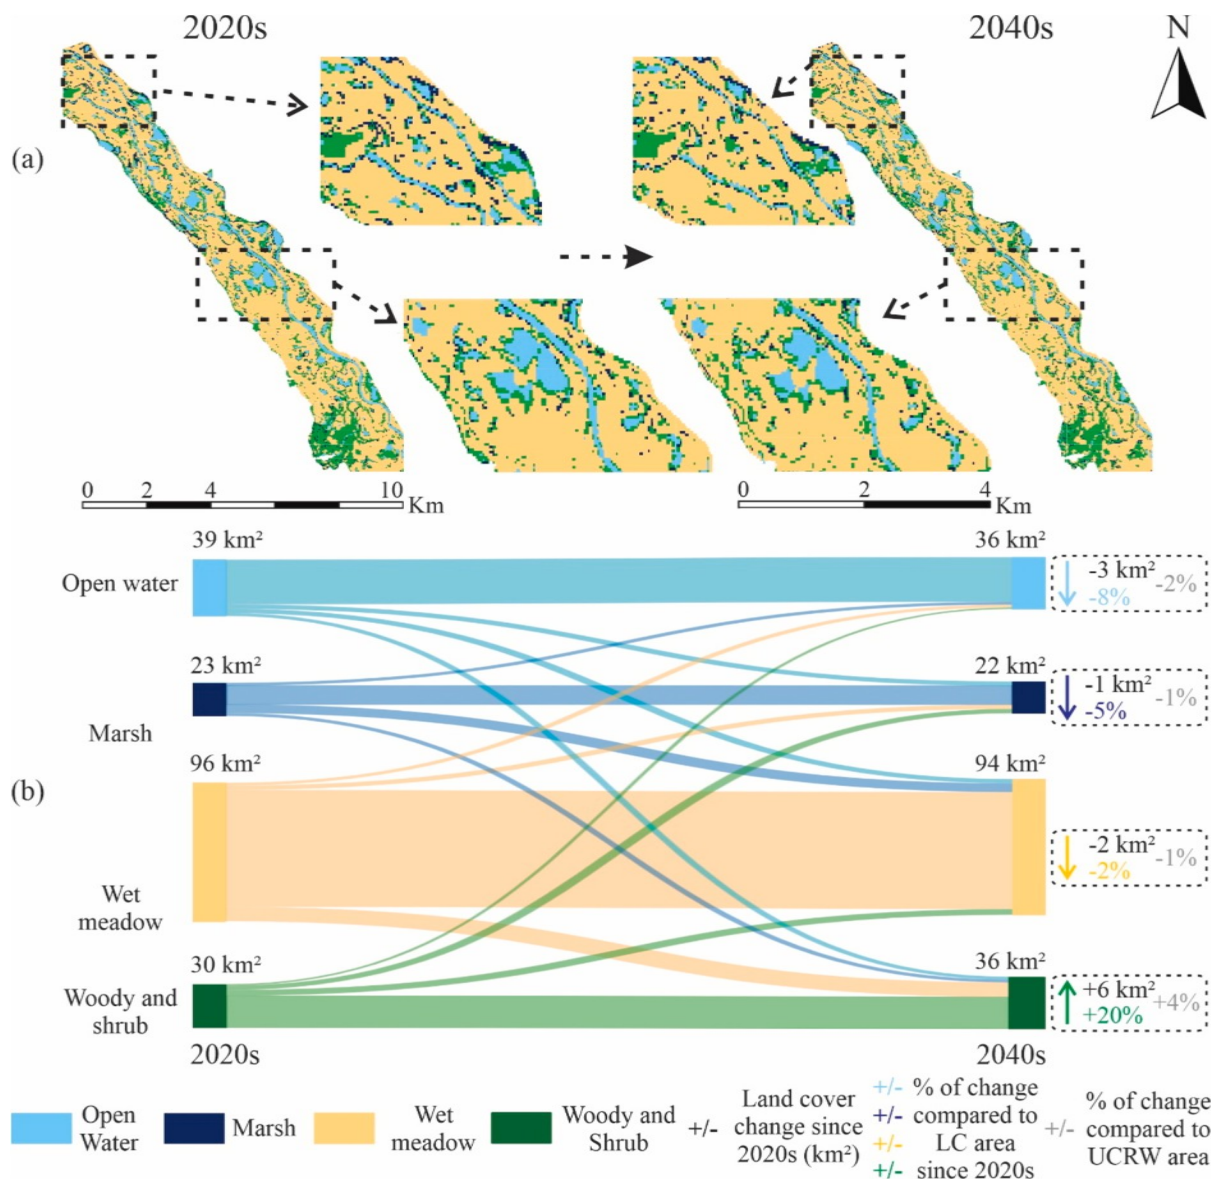 2020s
2040s
N
(a)
0 2 4 10 Km
0 2 4 Km
39 km²
36 km²
Open water
-3 km² -2%
-8%
23 km²
22 km²
Marsh
-1 km² -1%
-5%
96 km²
94 km²
(b)
-2 km² -1%
-2%
Wet
meadow
30 km²
36 km²
Woody and
shrub
+6 km² +4%
+20%
2020s
2040s
Open
Water
Marsh
Wet
meadow
Woody and
Shrub
+/-
Land cover
change since
2020s (km²)
+/- % of change
+/- compared to
+/- LC area
+/- since 2020s
+/-
% of change
compared to
UCRW area